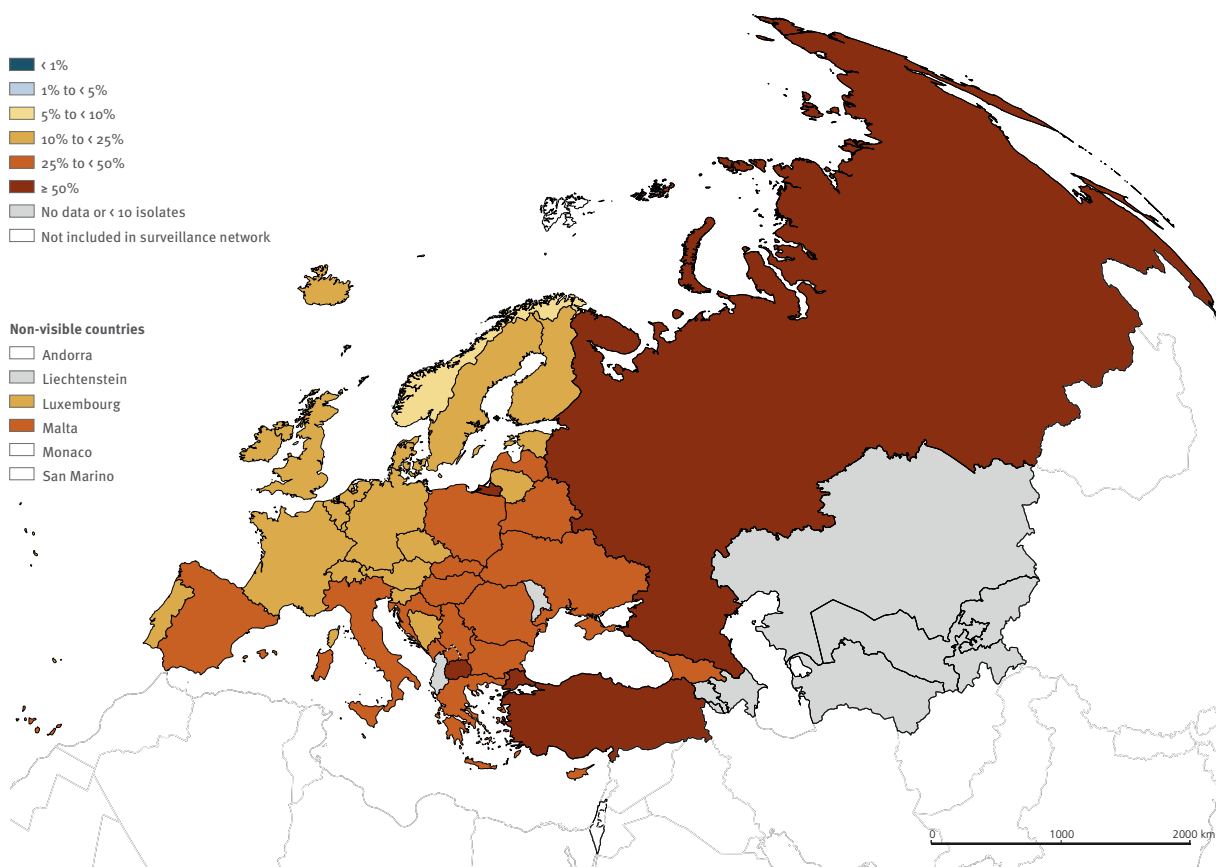 < 1%
1% to < 5%
5% to < 10%
10% to < 25%
25% to < 50%
≥ 50%
No data or < 10 isolates
Not included in surveillance network
Non-visible countries
Andorra
Liechtenstein
Luxembourg
Malta
Monaco
San Marino
0 1000 2000 km